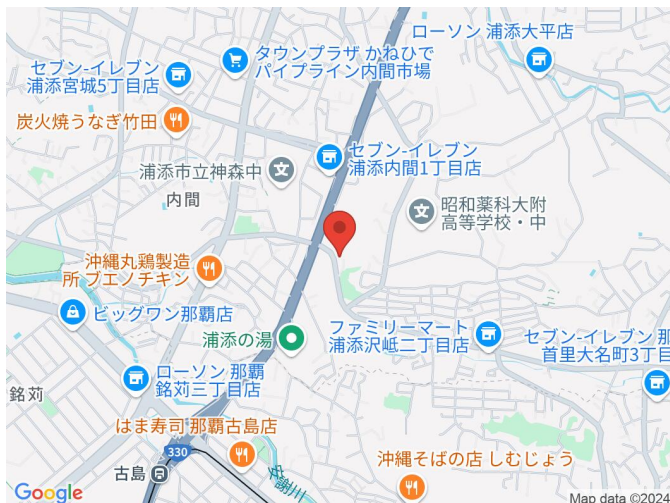 ローソン 浦添大平店
タウンプラザ かねひで
パイプライン内間市場
セブン-イレブン
浦添宮城5丁目店
炭火焼うなぎ竹田
セブン-イレブン
浦添内間1丁目店
浦添市立神森中
内間
昭和薬科大附
高等学校・中
沖縄丸鶏製造
所 ブエノチキン
ビッグワン那覇店
浦添の湯
ファミリーマート
浦添沢岻二丁目店
セブン-イレブン 那
首里大名町3丁目
ローソン 那覇
銘苅三丁目店
銘苅
はま寿司 那覇古島店
330
古島
安謝川
沖縄そばの店 しむじょう
Google
Map data ©2024